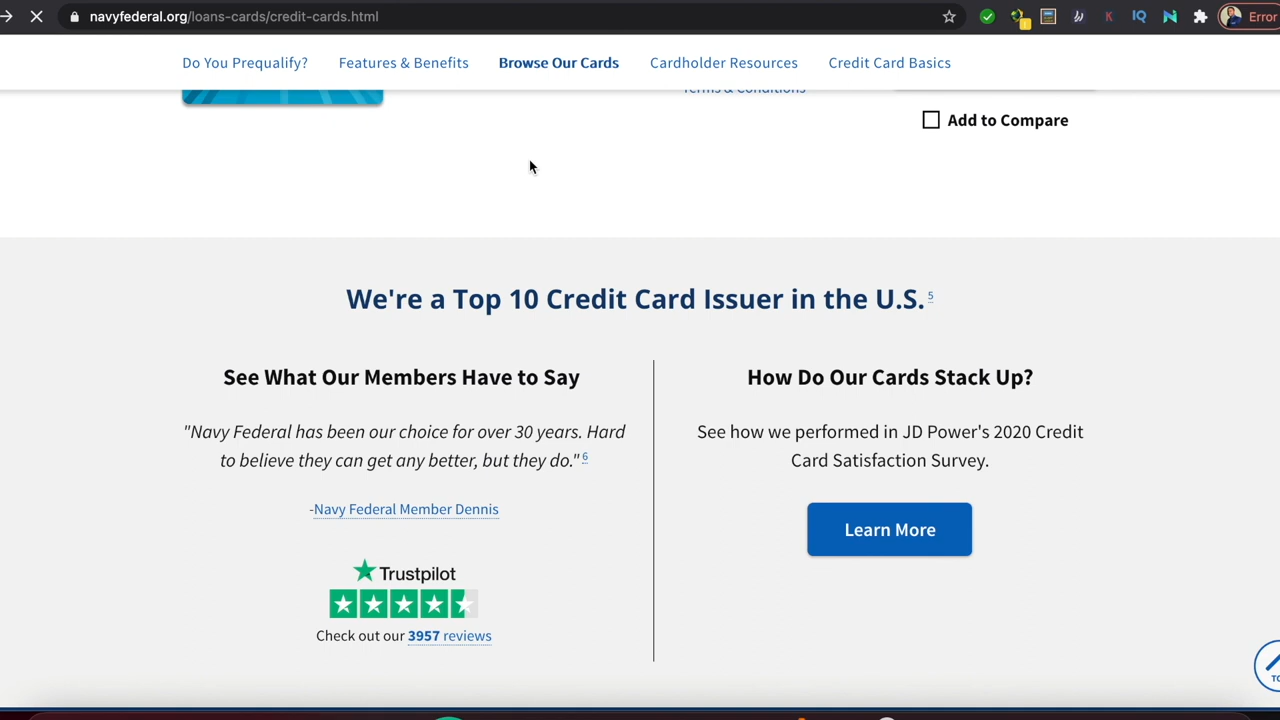 navyfederal.org/loans-cards/credit-cards.html
Error
Do You Prequalify? Features & Benefits Browse Our Cards Cardholder Resources Credit Card Basics
Terms & Conditions
Add to Compare
We're a Top 10 Credit Card Issuer in the U.S. 5
See What Our Members Have to Say
"Navy Federal has been our choice for over 30 years. Hard
to believe they can get any better, but they do." 6
-Navy Federal Member Dennis
Trustpilot
Check out our 3957 reviews
How Do Our Cards Stack Up?
See how we performed in JD Power's 2020 Credit
Card Satisfaction Survey.
Learn More